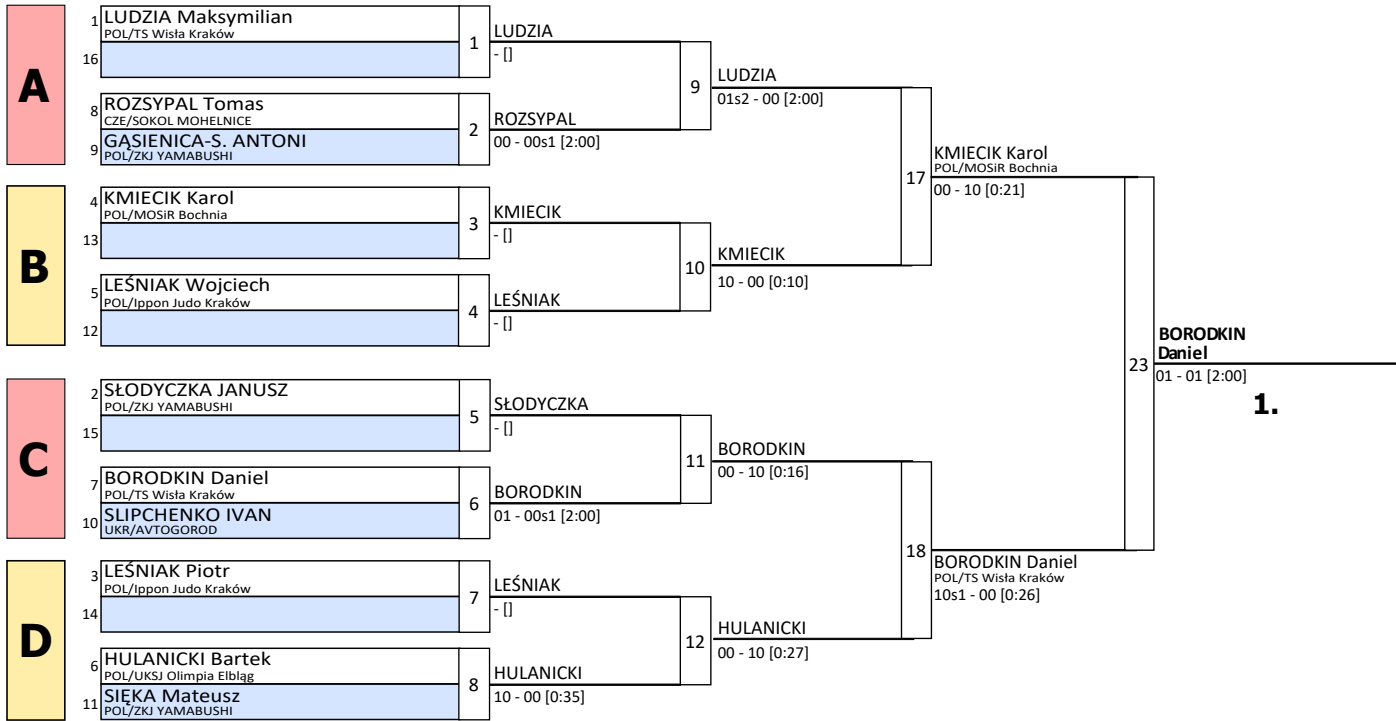 A
1
LUDZIA Maksymilian
POL/TS Wisła Kraków
16
1
8
ROZSYPAL Tomas
CZE/SOKOL MOHELNICE
9
GĄSIENICA-S. ANTONI
POL/ZKJ YAMABUSHI
2
B
4
KMIECIK Karol
POL/MOSiR Bochnia
13
3
5
LEŚNIAK Wojciech
POL/Ippon Judo Kraków
12
4
C
2
SŁODYCZKA JANUSZ
POL/ZKJ YAMABUSHI
15
5
7
BORODKIN Daniel
POL/TS Wisła Kraków
10
SLIPCHENKO IVAN
UKR/AVTOGOROD
6
D
3
LEŚNIAK Piotr
POL/Ippon Judo Kraków
14
7
6
HULANICKI Bartek
POL/UKSJ Olimpia Elbląg
11
SIĘKA Mateusz
POL/ZKJ YAMABUSHI
8
LUDZIA
- []
ROZSYPAL
00 - 00s1 [2:00]
9
KMIECIK
- []
LEŚNIAK
- []
10
SŁODYCZKA
- []
BORODKIN
01 - 00s1 [2:00]
11
LEŚNIAK
- []
HULANICKI
10 - 00 [0:35]
12
LUDZIA
01s2 - 00 [2:00]
KMIECIK
10 - 00 [0:10]
17
BORODKIN
00 - 10 [0:16]
HULANICKI
00 - 10 [0:27]
18
KMIECIK Karol
POL/MOSiR Bochnia
00 - 10 [0:21]
BORODKIN Daniel
POL/TS Wisła Kraków
10s1 - 00 [0:26]
23
BORODKIN
Daniel
01 - 01 [2:00]
1.